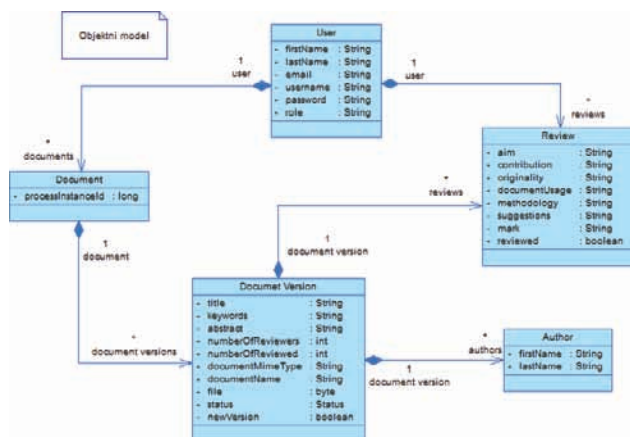 Objektni model
User
- firstName : String
- lastName : String
- email : String
- username : String
- password : String
- role : String
1
user
1
user
*
documents
*
reviews
Document
- processInstanceId : long
Review
- aim : String
- contribution : String
- originality : String
- documentUsage : String
- methodology : String
- suggestions : String
- mark : String
- reviewed : boolean
*
reviews
1
document
1
document version
Documet Version
- title : String
- keywords : String
- abstract : String
- numberOfReviewers : int
- numberOfReviewed : int
- documentMimeType : String
- documentName : String
- file : byte
- status : Status
- newVersion : boolean
*
document versions
1
document version
*
authors
Author
- firstName : String
- lastName : String